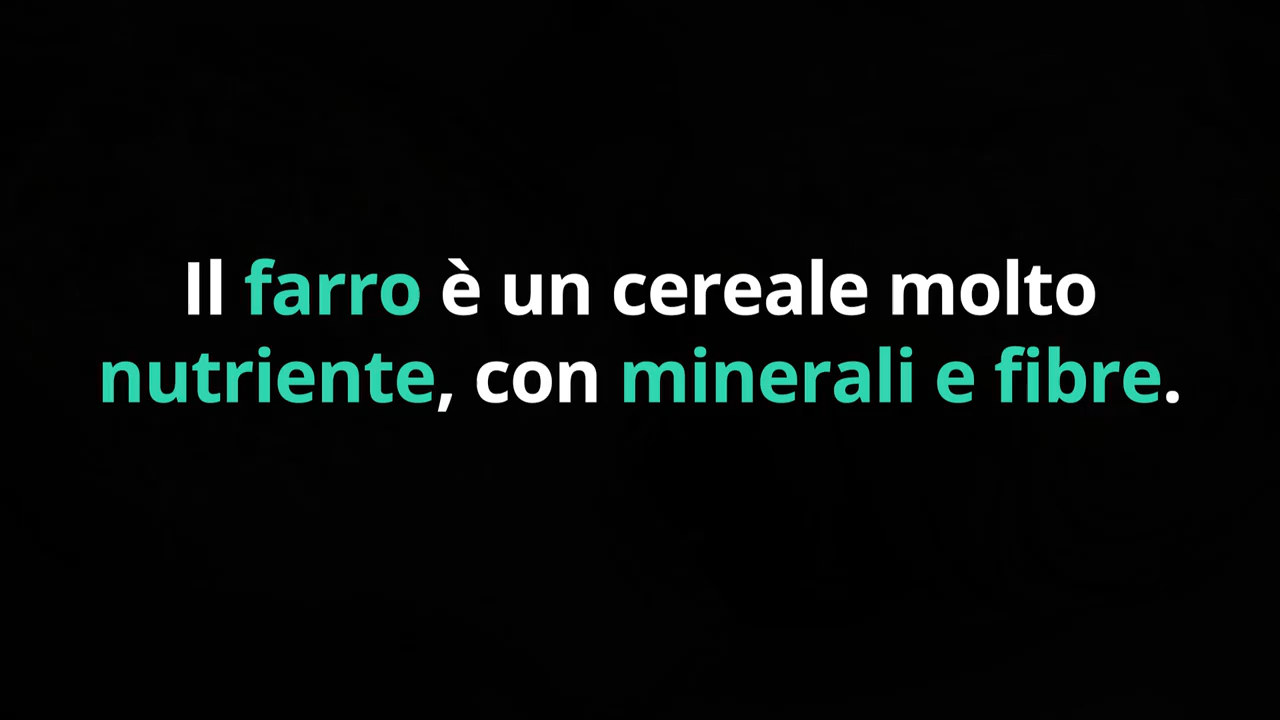 Il farro è un cereale molto
nutriente, con minerali e fibre.